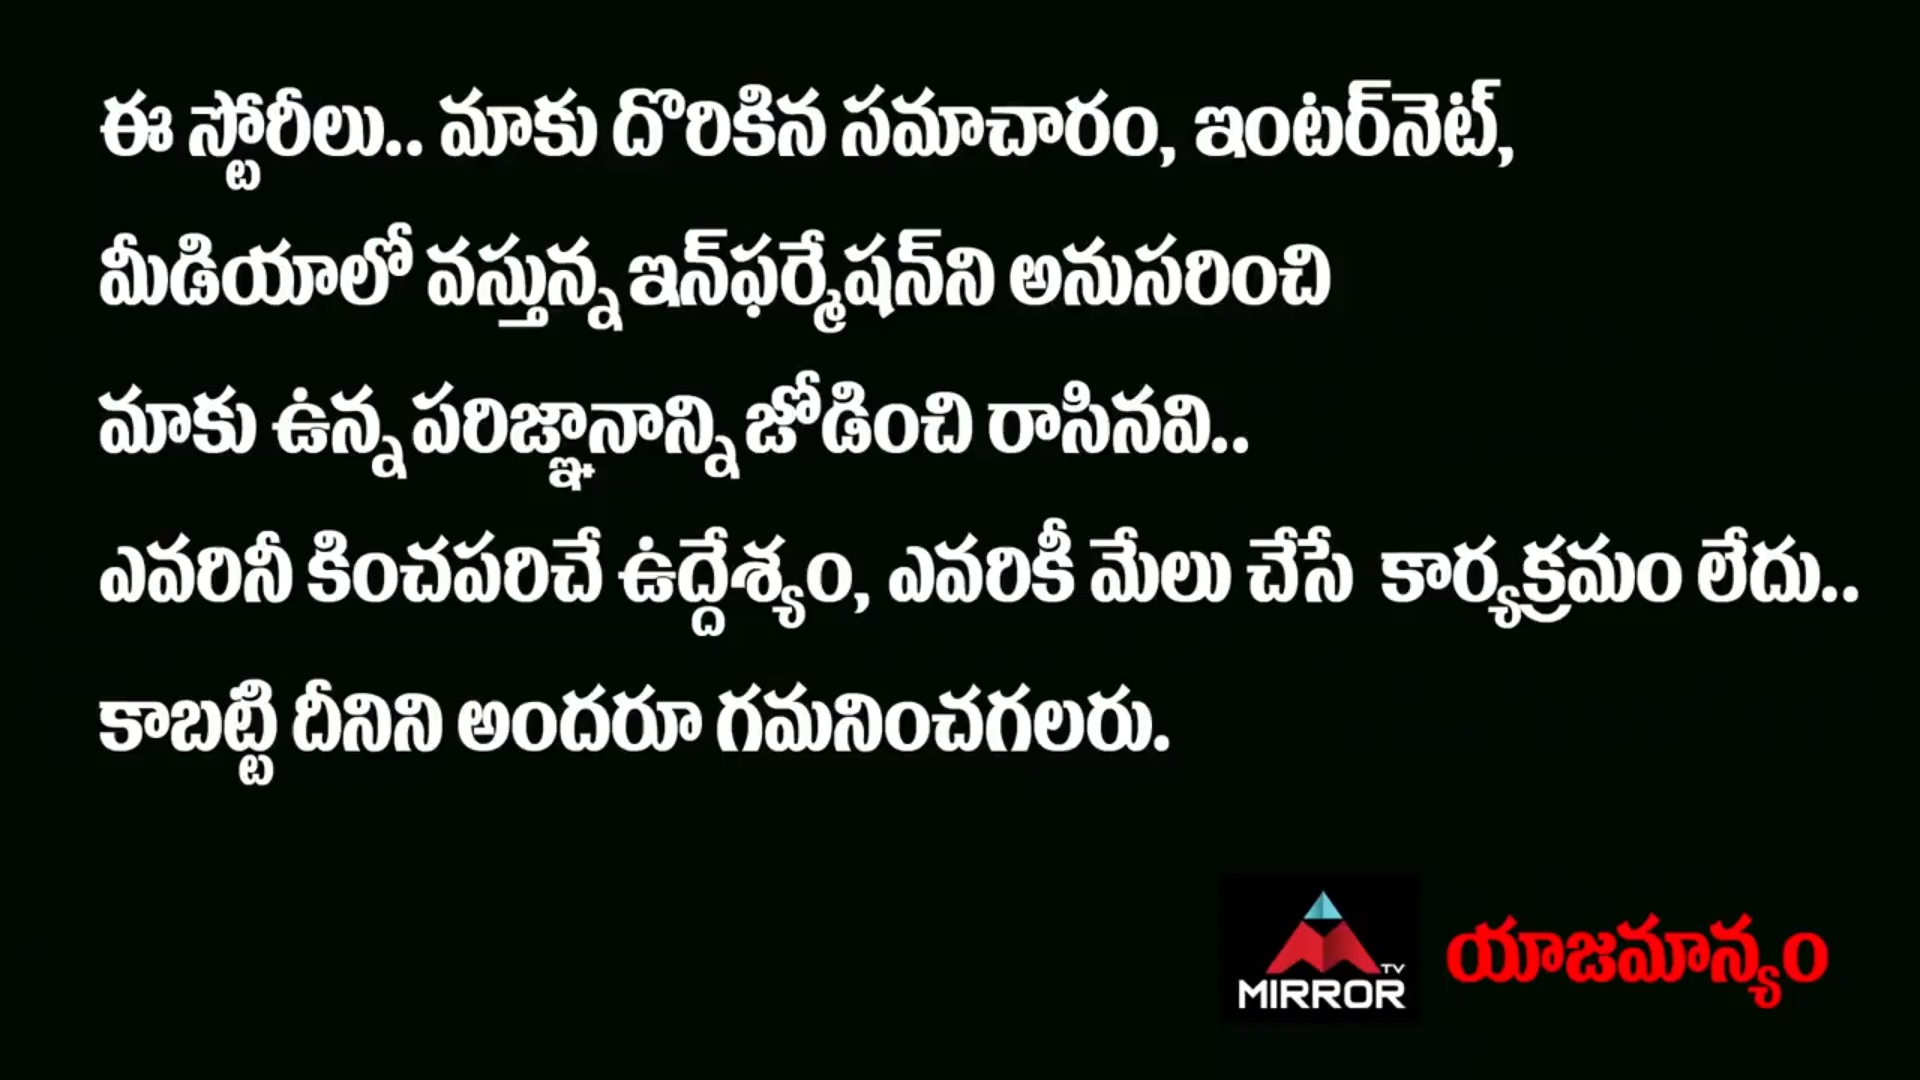 ఈ స్టోరీలు.. మాకు దొరికిన సమాచారం, ఇంటర్‌నెట్,
మీడియాలో వస్తున్న ఇన్‌ఫర్మేషన్‌ని అనుసరించి
మాకు ఉన్న పరిజ్ఞానాన్ని జోడించి రాసినవి..
ఎవరినీ కించపరిచే ఉద్దేశ్యం, ఎవరికీ మేలు చేసే కార్యక్రమం లేదు..
కాబట్టి దీనిని అందరూ గమనించగలరు.
TV
MIRROR
యాజమాన్యం